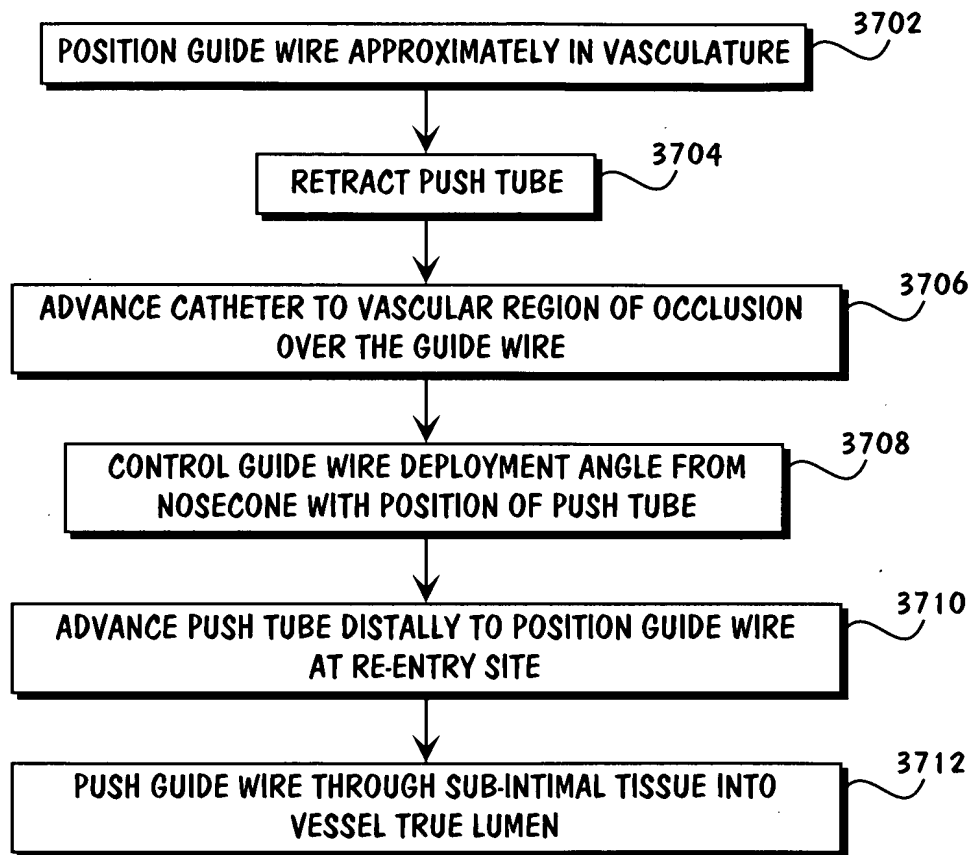 POSITION GUIDE WIRE APPROXIMATELY IN VASCULATURE
3702
RETRACT PUSH TUBE
3704
ADVANCE CATHETER TO VASCULAR REGION OF OCCLUSION
OVER THE GUIDE WIRE
3706
CONTROL GUIDE WIRE DEPLOYMENT ANGLE FROM
NOSECONE WITH POSITION OF PUSH TUBE
3708
ADVANCE PUSH TUBE DISTALLY TO POSITION GUIDE WIRE
AT RE-ENTRY SITE
3710
PUSH GUIDE WIRE THROUGH SUB-INTIMAL TISSUE INTO
VESSEL TRUE LUMEN
3712